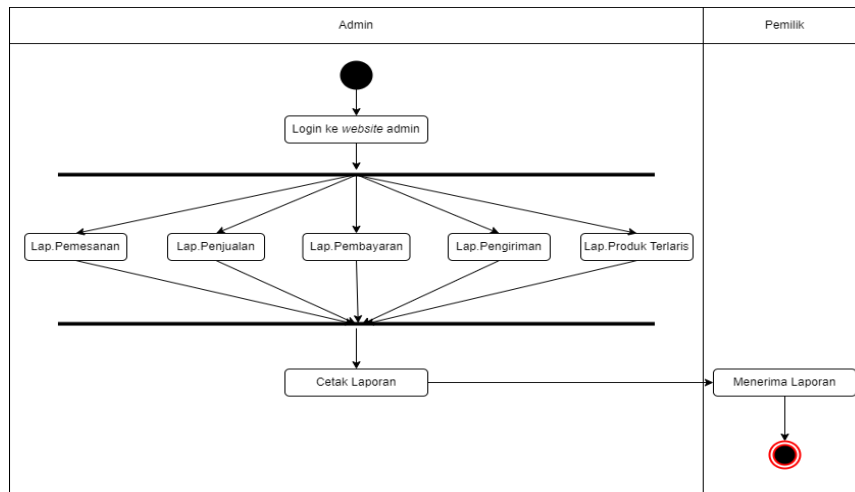 Admin
Pemilik
Login ke website admin
Lap.Pemesanan
Lap.Penjualan
Lap.Pembayaran
Lap.Pengiriman
Lap.Produk Terlaris
Cetak Laporan
Menerima Laporan